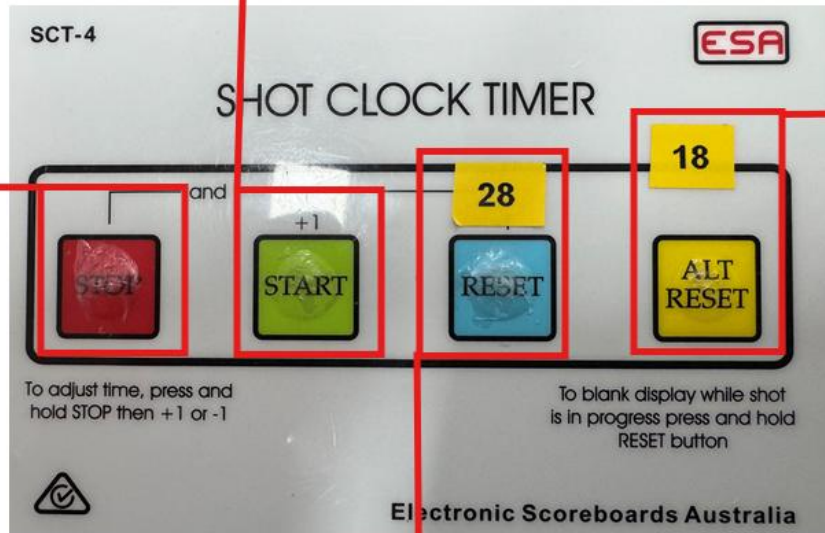 SCT-4
ESA
SHOT CLOCK TIMER
18
and
28
+1
STOP
START
RESET
ALT
RESET
To adjust time, press and
hold STOP then +1 or -1
To blank display while shot
is in progress press and hold
RESET button
Electronic Scoreboards Australia